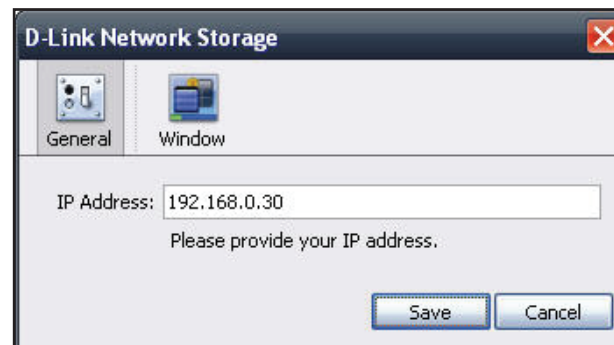 D-Link Network Storage
General Window
IP Address: 192.168.0.30
Please provide your IP address.
Save Cancel